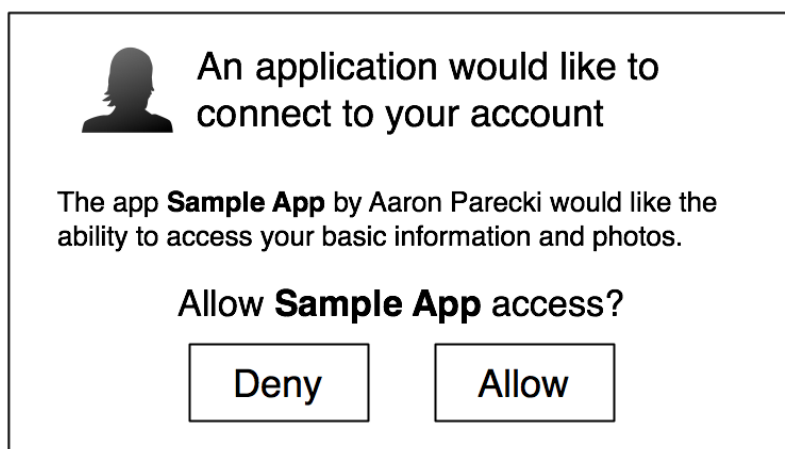 An application would like to
connect to your account
The app Sample App by Aaron Parecki would like the
ability to access your basic information and photos.
Allow Sample App access?
Deny
Allow